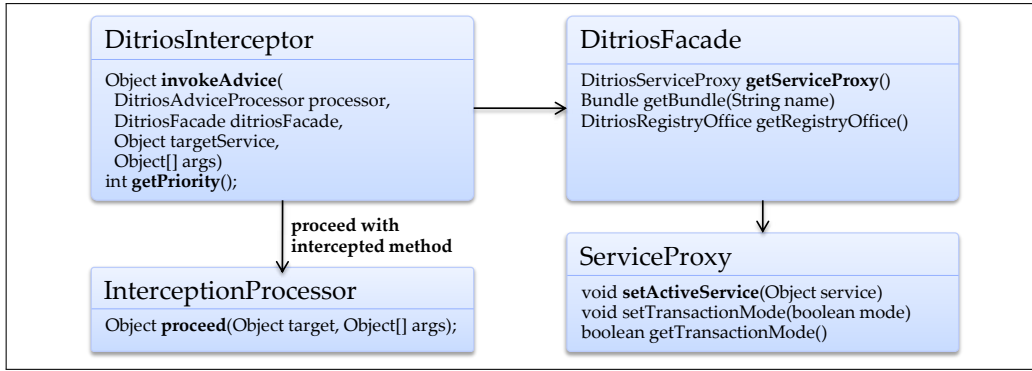 DitriosInterceptor
Object invokeAdvice(
DitriosAdviceProcessor processor,
DitriosFacade ditriosFacade,
Object targetService,
Object[] args)
int getPriority();
DitriosFacade
DitriosServiceProxy getServiceProxy()
Bundle getBundle(String name)
DitriosRegistryOffice getRegistryOffice()
proceed with
intercepted method
InterceptionProcessor
Object proceed(Object target, Object[] args);
ServiceProxy
void setActiveService(Object service)
void setTransactionMode(boolean mode)
boolean getTransactionMode()